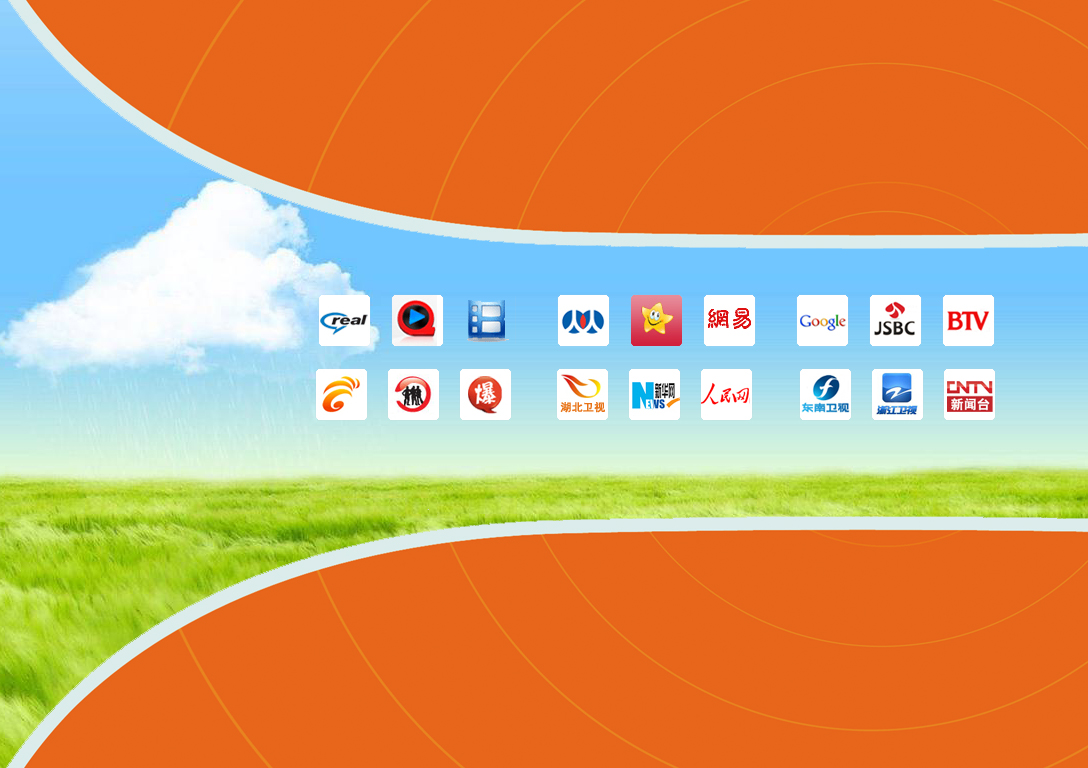 real
網易
Google
JSBC
BTV
爆
湖北卫视
新华网
NEWS
人民网
东南卫视
浙江卫视
CNTV
新闻台